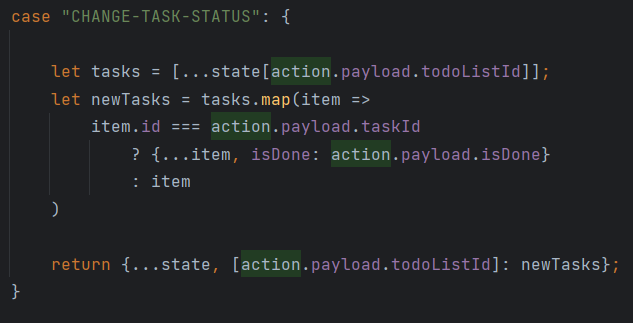 case "CHANGE-TASK-STATUS": {
let tasks = [...state[action.payload.todoListId]];
let newTasks = tasks.map(item =>
item.id === action.payload.taskId
? {...item, isDone: action.payload.isDone}
: item
)
return {...state, [action.payload.todoListId]: newTasks};
}